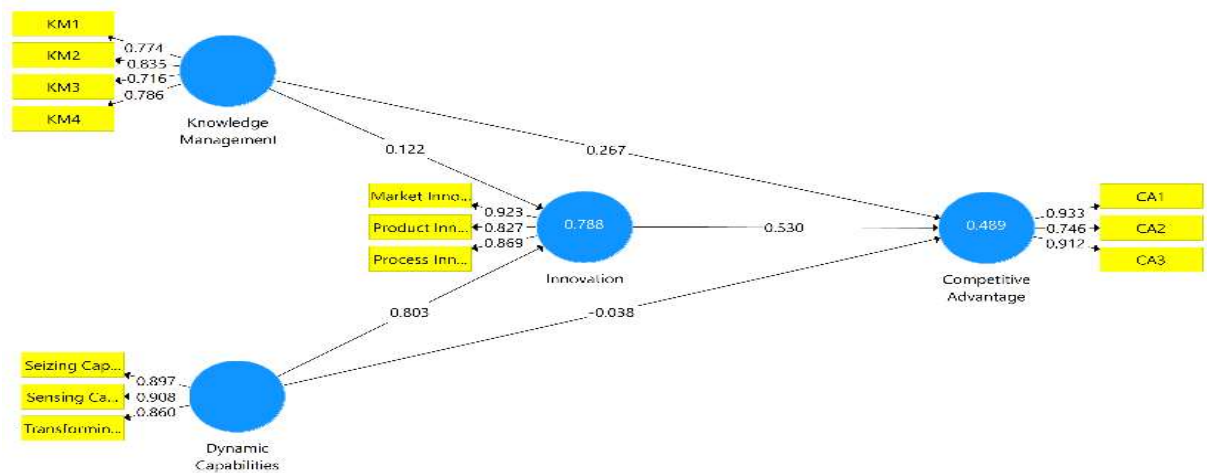 KM1
KM2
KM3
KM4
0.774
0.835
0.716
0.786
Knowledge
Management
0.122
0.267
Market Inno...
Product Inn...
Process Inn...
0.923
0.827
0.869
0.788
Innovation
0.530
0.489
Competitive
Advantage
0.933
0.746
0.912
CA1
CA2
CA3
0.803
-0.038
Seizing Cap...
Sensing Ca...
Transformin...
0.897
0.908
0.860
Dynamic
Capabilities